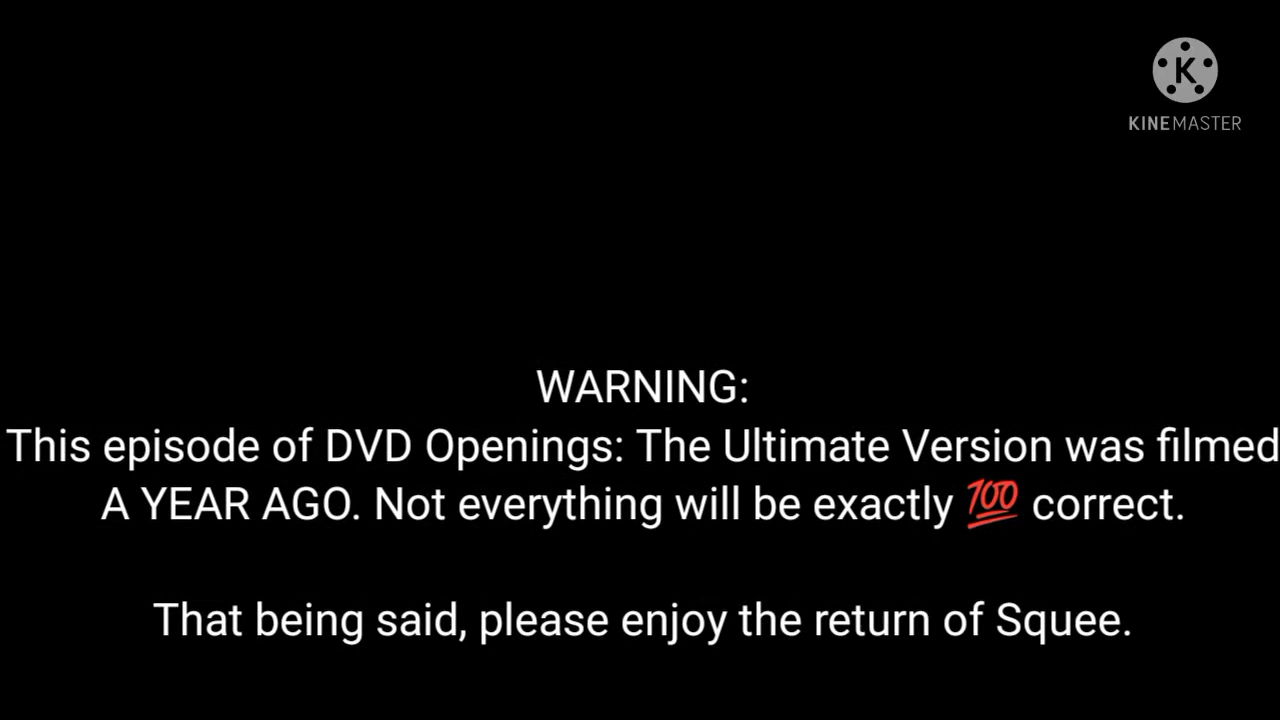 K
KINEMASTER
WARNING:
This episode of DVD Openings: The Ultimate Version was filmed
A YEAR AGO. Not everything will be exactly 💯 correct.
That being said, please enjoy the return of Squee.